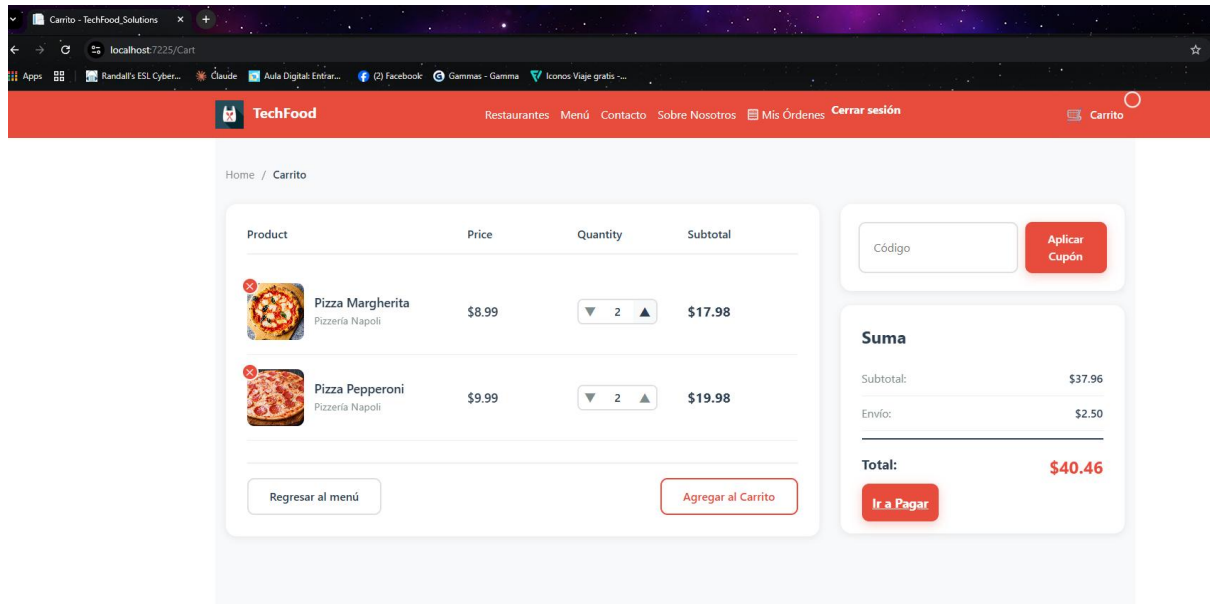 Carrito - TechFood_Solutions
localhost:7225/Cart
Apps Randall's ESL Cyber... Claude Aula Digital: Entrar... (2) Facebook Gammas - Gamma Iconos Viaje gratis -...
TechFood Restaurantes Menú Contacto Sobre Nosotros Mis Órdenes Cerrar sesión Carrito
Home / Carrito
Product Price Quantity Subtotal
Pizza Margherita
Pizzería Napoli
$8.99 2 $17.98
Pizza Pepperoni
Pizzería Napoli
$9.99 2 $19.98
Regresar al menú Agregar al Carrito
Código
Aplicar
Cupón
Suma
Subtotal: $37.96
Envío: $2.50
Total: $40.46
Ir a Pagar